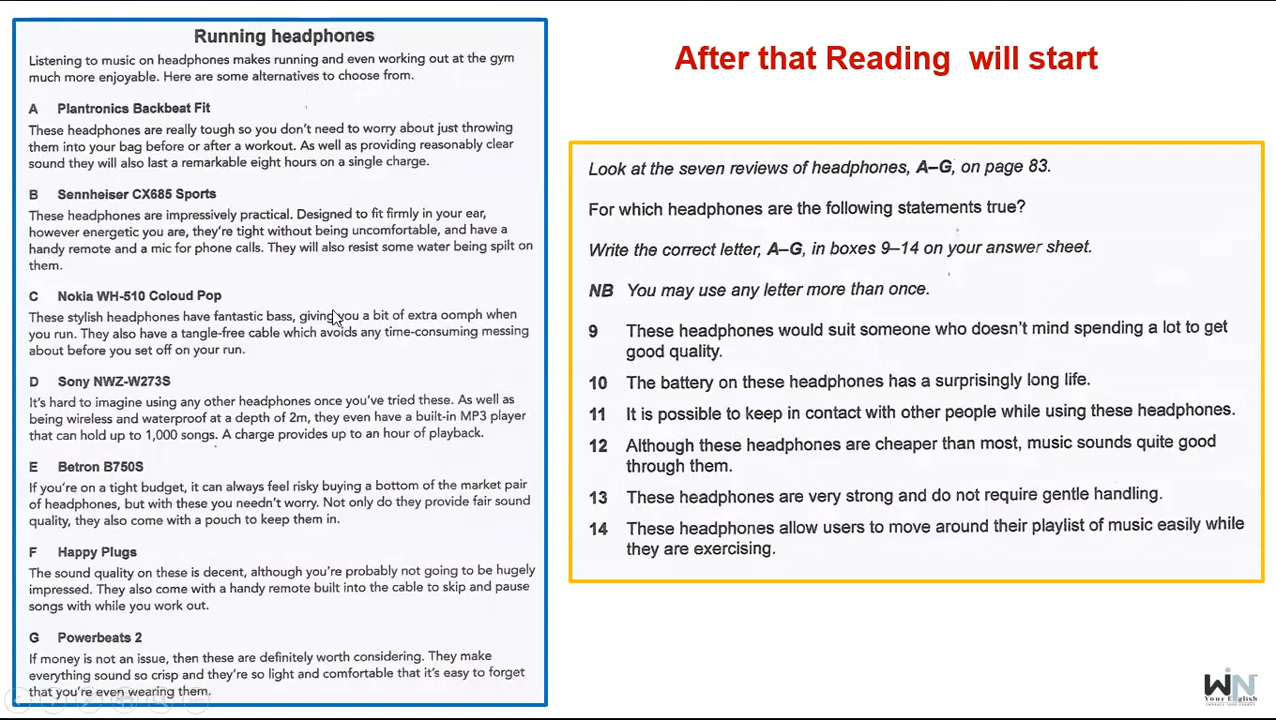 Running headphones
Listening to music on headphones makes running and even working out at the gym
much more enjoyable. Here are some alternatives to choose from.
A Plantronics Backbeat Fit
These headphones are really tough so you don't need to worry about just throwing
them into your bag before or after a workout. As well as providing reasonably clear
sound they will also last a remarkable eight hours on a single charge.
B Sennheiser CX685 Sports
These headphones are impressively practical. Designed to fit firmly in your ear,
however energetic you are, they're tight without being uncomfortable, and have a
handy remote and a mic for phone calls. They will also resist some water being spilt on
them.
C Nokia WH-510 Coloud Pop
These stylish headphones have fantastic bass, giving you a bit of extra oomph when
you run. They also have a tangle-free cable which avoids any time-consuming messing
about before you set off on your run.
D Sony NWZ-W273S
It's hard to imagine using any other headphones once you've tried these. As well as
being wireless and waterproof at a depth of 2m, they even have a built-in MP3 player
that can hold up to 1,000 songs. A charge provides up to an hour of playback.
E Betron B750S
If you're on a tight budget, it can always feel risky buying a bottom of the market pair
of headphones, but with these you needn't worry. Not only do they provide fair sound
quality, they also come with a pouch to keep them in.
F Happy Plugs
The sound quality on these is decent, although you're probably not going to be hugely
impressed. They also come with a handy remote built into the cable to skip and pause
songs with while you work out.
G Powerbeats 2
If money is not an issue, then these are definitely worth considering. They make
everything sound so crisp and they're so light and comfortable that it's easy to forget
that you're even wearing them.
After that Reading will start
Look at the seven reviews of headphones, A–G, on page 83.
For which headphones are the following statements true?
Write the correct letter, A–G, in boxes 9–14 on your answer sheet.
NB You may use any letter more than once.
9 These headphones would suit someone who doesn't mind spending a lot to get
good quality.
10 The battery on these headphones has a surprisingly long life.
11 It is possible to keep in contact with other people while using these headphones.
12 Although these headphones are cheaper than most, music sounds quite good
through them.
13 These headphones are very strong and do not require gentle handling.
14 These headphones allow users to move around their playlist of music easily while
they are exercising.
WIN
Your English